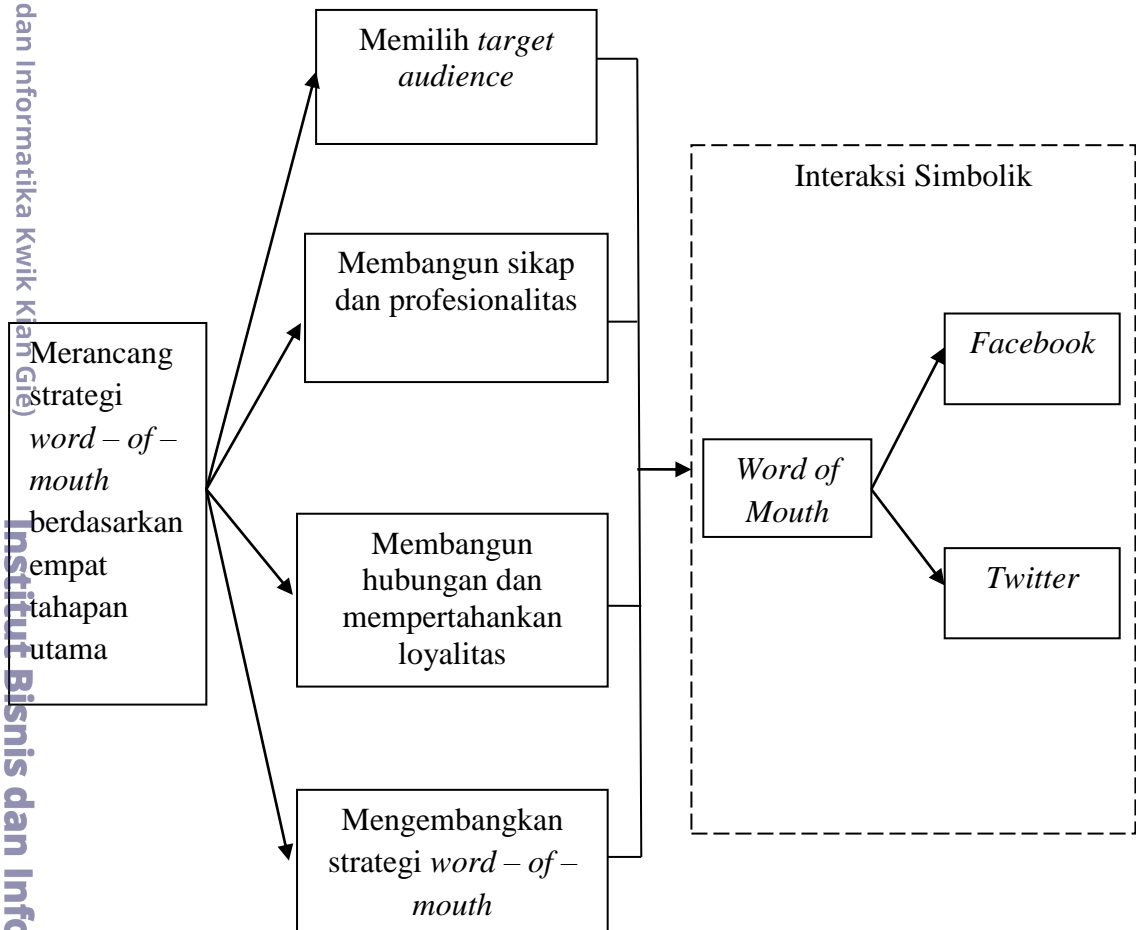 dan Informatika Kwik Kian Gie)
Institut Bisnis dan Info
Merancang
strategi
word – of –
mouth
berdasarkan
empat
tahapan
utama
Memilih target
audience
Membangun sikap
dan profesionalitas
Membangun
hubungan dan
mempertahankan
loyalitas
Mengembangkan
strategi word – of –
mouth
Interaksi Simbolik
Word of
Mouth
Facebook
Twitter